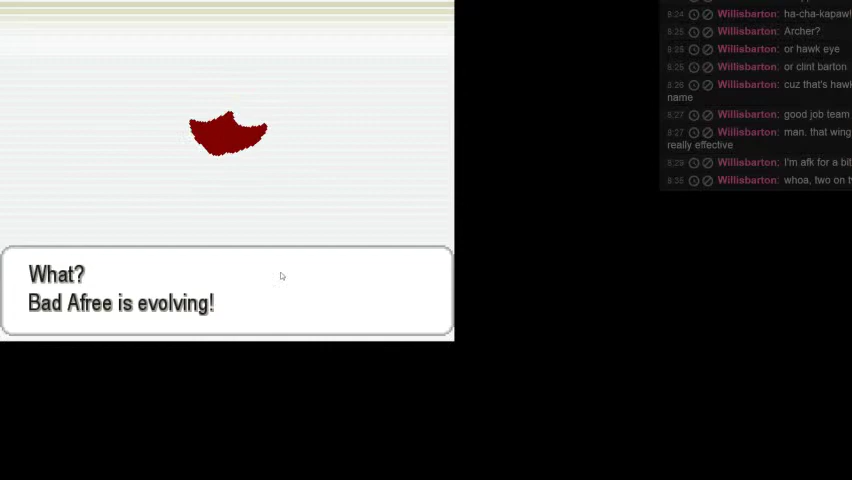 What?
Bad Afree is evolving!
8:24 Willisbarton: ha-cha-kapaw!
8:25 Willisbarton: Archer?
8:25 Willisbarton: or hawk eye
8:25 Willisbarton: or clint barton
8:26 Willisbarton: cuz that's hawk
name
8:27 Willisbarton: good job team
8:27 Willisbarton: man. that wing
really effective
8:29 Willisbarton: I'm afk for a bit
8:35 Willisbarton: whoa, two on